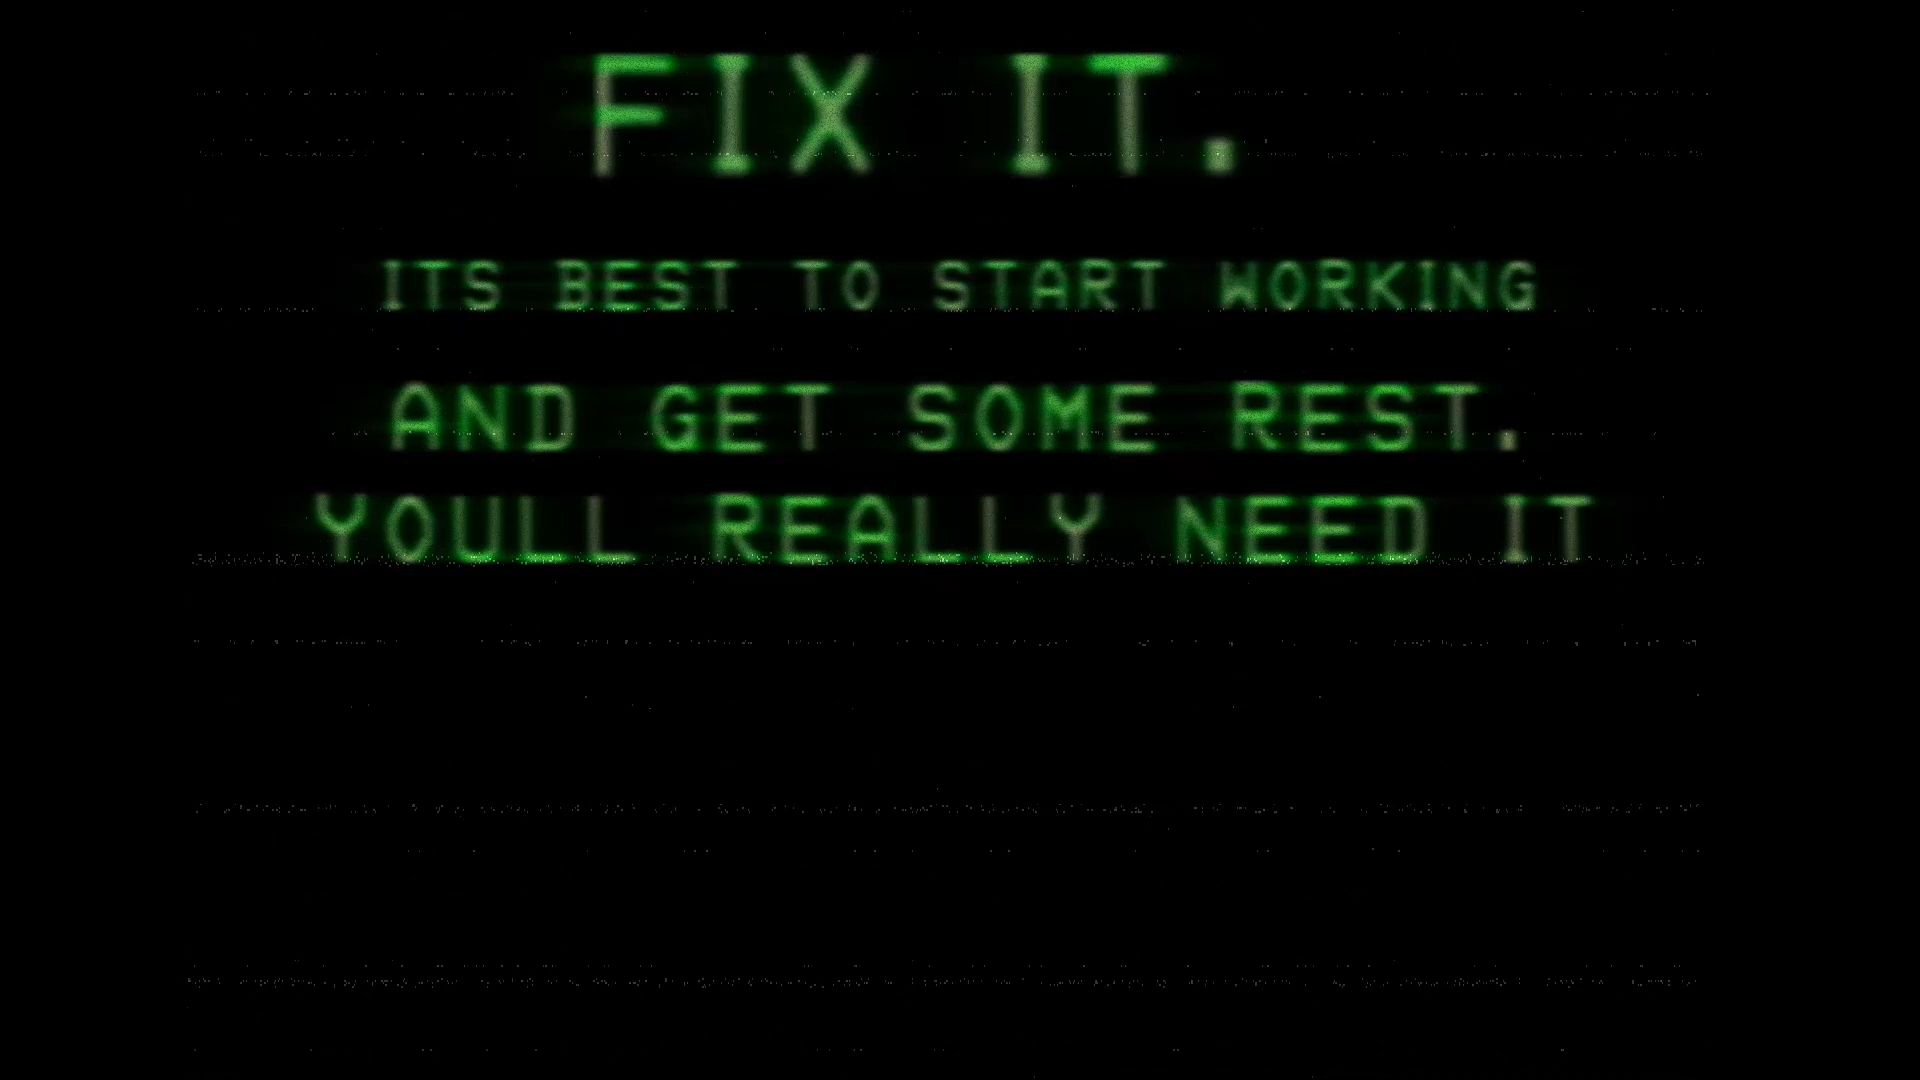 FIX IT.
ITS BEST TO START WORKING
AND GET SOME REST.
YOULL REALLY NEED IT